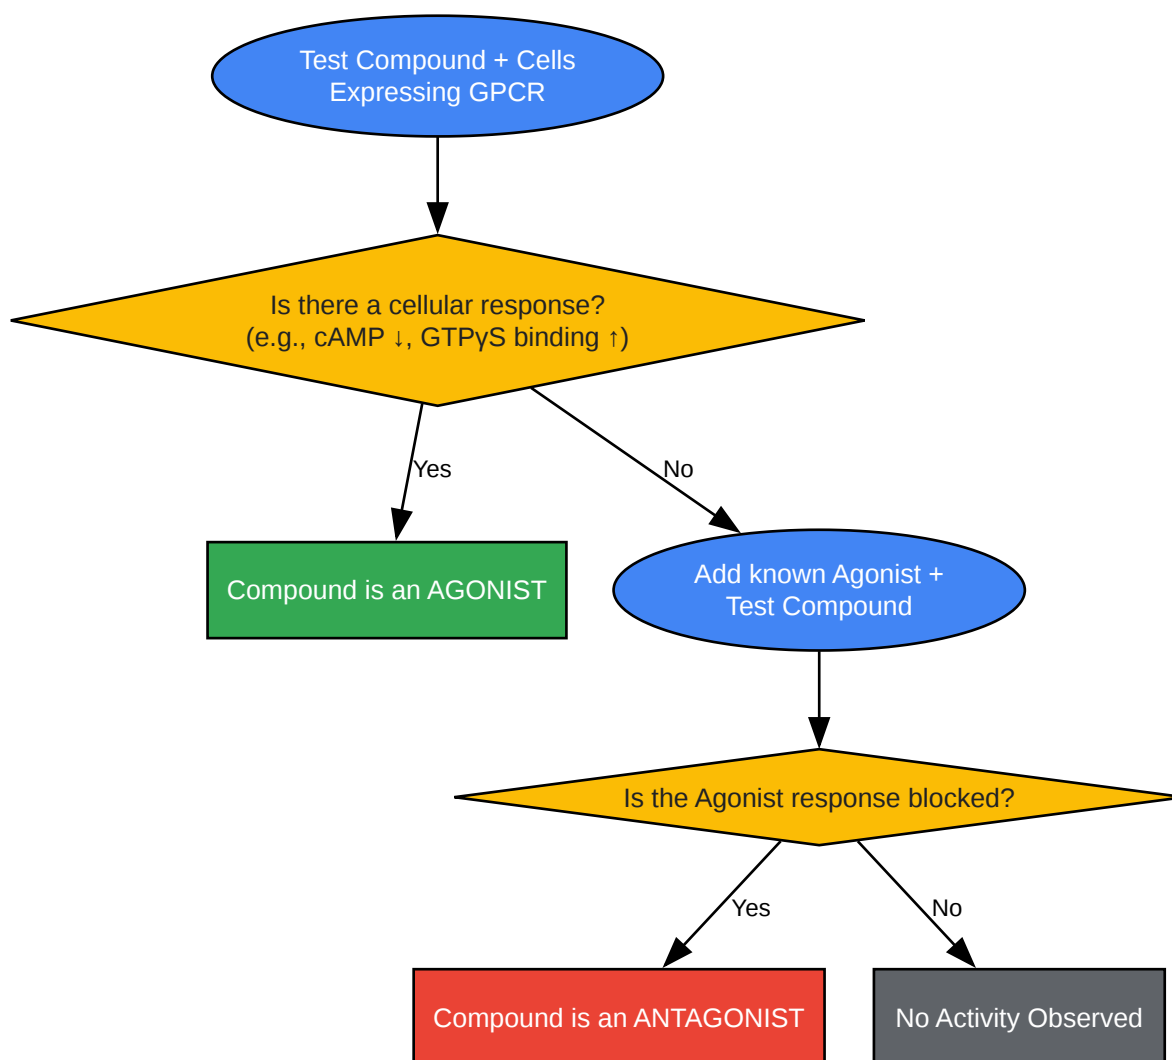 Test Compound + Cells
Expressing GPCR
Is there a cellular response?
(e.g., cAMP ↓, GTPγS binding ↑)
Yes
No
Compound is an AGONIST
Add known Agonist +
Test Compound
Is the Agonist response blocked?
Yes
No
Compound is an ANTAGONIST
No Activity Observed